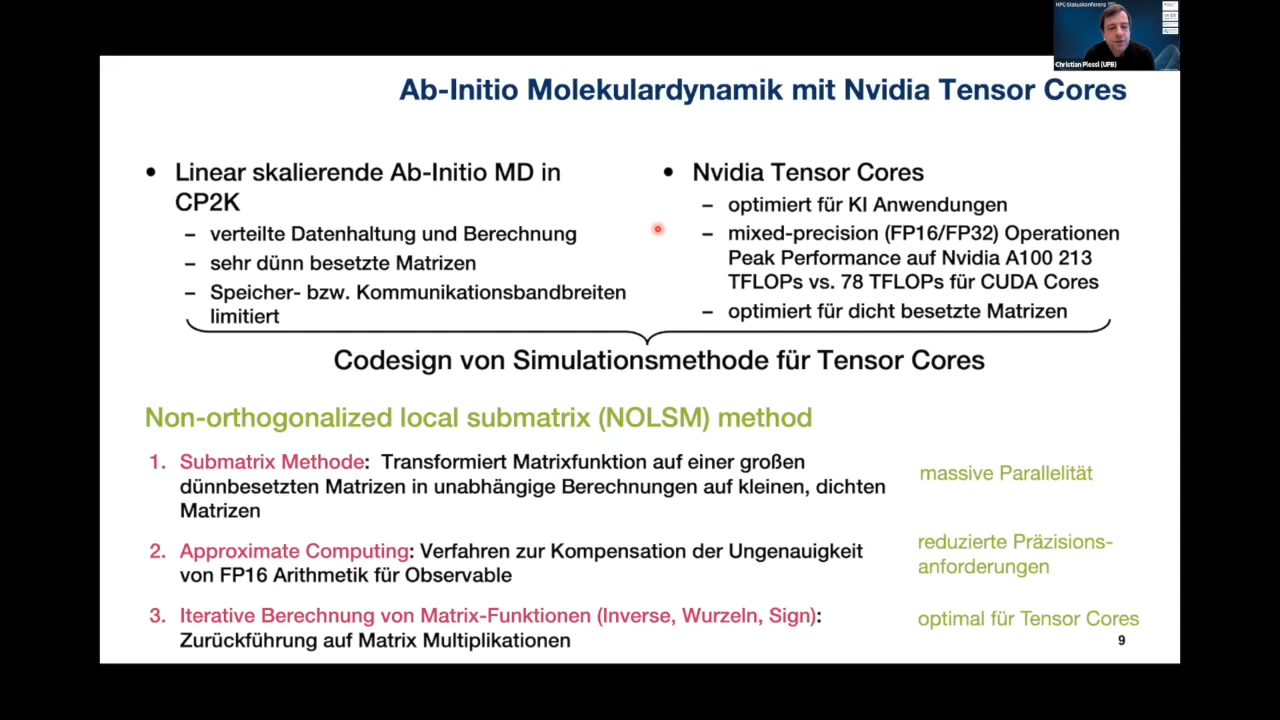 HPC-Statuskonferenz
Christian Plessl (UPB)
Ab-Initio Molekulardynamik mit Nvidia Tensor Cores
• Linear skalierende Ab-Initio MD in
CP2K
– verteilte Datenhaltung und Berechnung
– sehr dünn besetzte Matrizen
– Speicher- bzw. Kommunikationsbandbreiten
limitiert
• Nvidia Tensor Cores
– optimiert für KI Anwendungen
– mixed-precision (FP16/FP32) Operationen
Peak Performance auf Nvidia A100 213
TFLOPs vs. 78 TFLOPs für CUDA Cores
– optimiert für dicht besetzte Matrizen
Codesign von Simulationsmethode für Tensor Cores
Non-orthogonalized local submatrix (NOLSM) method
1. Submatrix Methode: Transformiert Matrixfunktion auf einer großen
dünnbesetzten Matrizen in unabhängige Berechnungen auf kleinen, dichten
Matrizen
massive Parallelität
2. Approximate Computing: Verfahren zur Kompensation der Ungenauigkeit
von FP16 Arithmetik für Observable
reduzierte Präzisions-
anforderungen
3. Iterative Berechnung von Matrix-Funktionen (Inverse, Wurzeln, Sign):
Zurückführung auf Matrix Multiplikationen
optimal für Tensor Cores
9